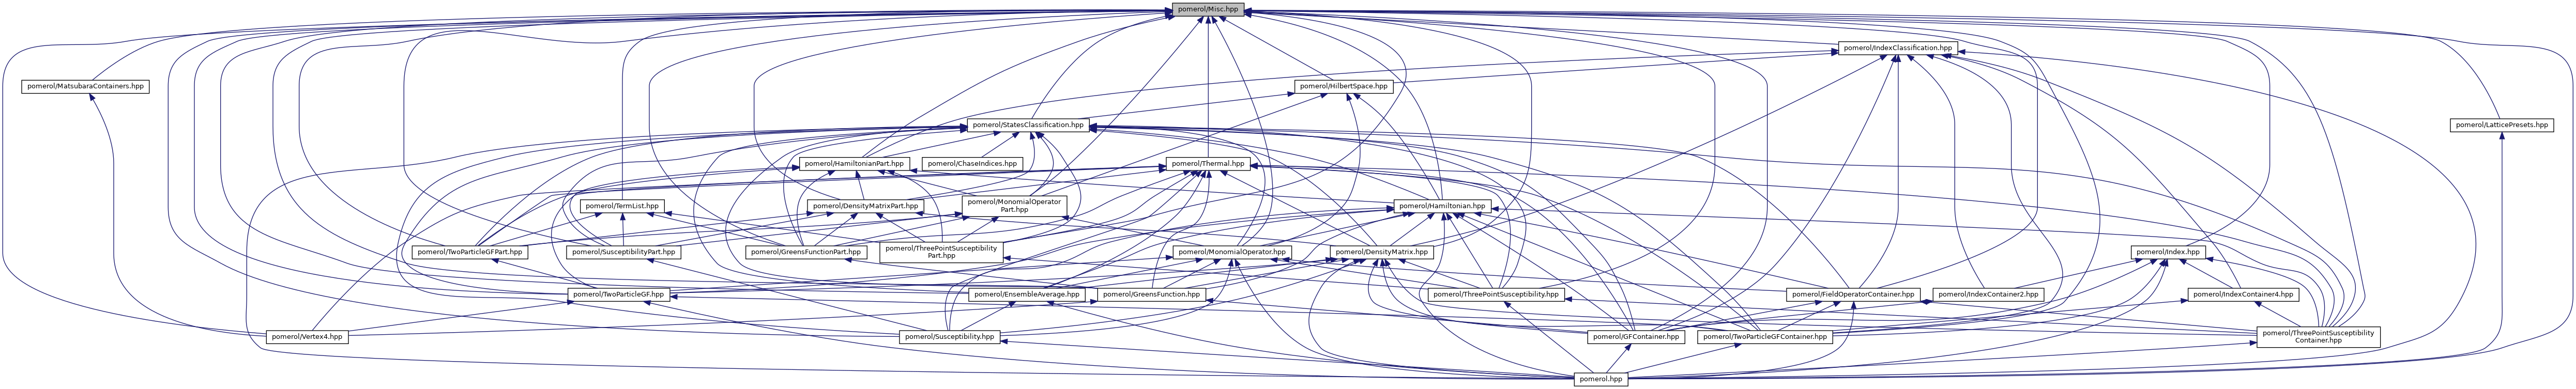 pomerol/Misc.hpp
pomerol/IndexClassification.hpp
pomerol/MatsubaraContainers.hpp
pomerol/HilbertSpace.hpp
pomerol/StatesClassification.hpp
pomerol/LatticePresets.hpp
pomerol/HamiltonianPart.hpp
pomerol/ChaseIndices.hpp
pomerol/Thermal.hpp
pomerol/TermList.hpp
pomerol/DensityMatrixPart.hpp
pomerol/MonomialOperator
Part.hpp
pomerol/Hamiltonian.hpp
pomerol/TwoParticleGFPart.hpp
pomerol/SusceptibilityPart.hpp
pomerol/GreensFunctionPart.hpp
pomerol/ThreePointSusceptibility
Part.hpp
pomerol/MonomialOperator.hpp
pomerol/DensityMatrix.hpp
pomerol/Index.hpp
pomerol/TwoParticleGF.hpp
pomerol/EnsembleAverage.hpp
pomerol/GreensFunction.hpp
pomerol/ThreePointSusceptibility.hpp
pomerol/FieldOperatorContainer.hpp
pomerol/IndexContainer2.hpp
pomerol/IndexContainer4.hpp
pomerol/Vertex4.hpp
pomerol/Susceptibility.hpp
pomerol/GFContainer.hpp
pomerol/TwoParticleGFContainer.hpp
pomerol/ThreePointSusceptibility
Container.hpp
pomerol.hpp